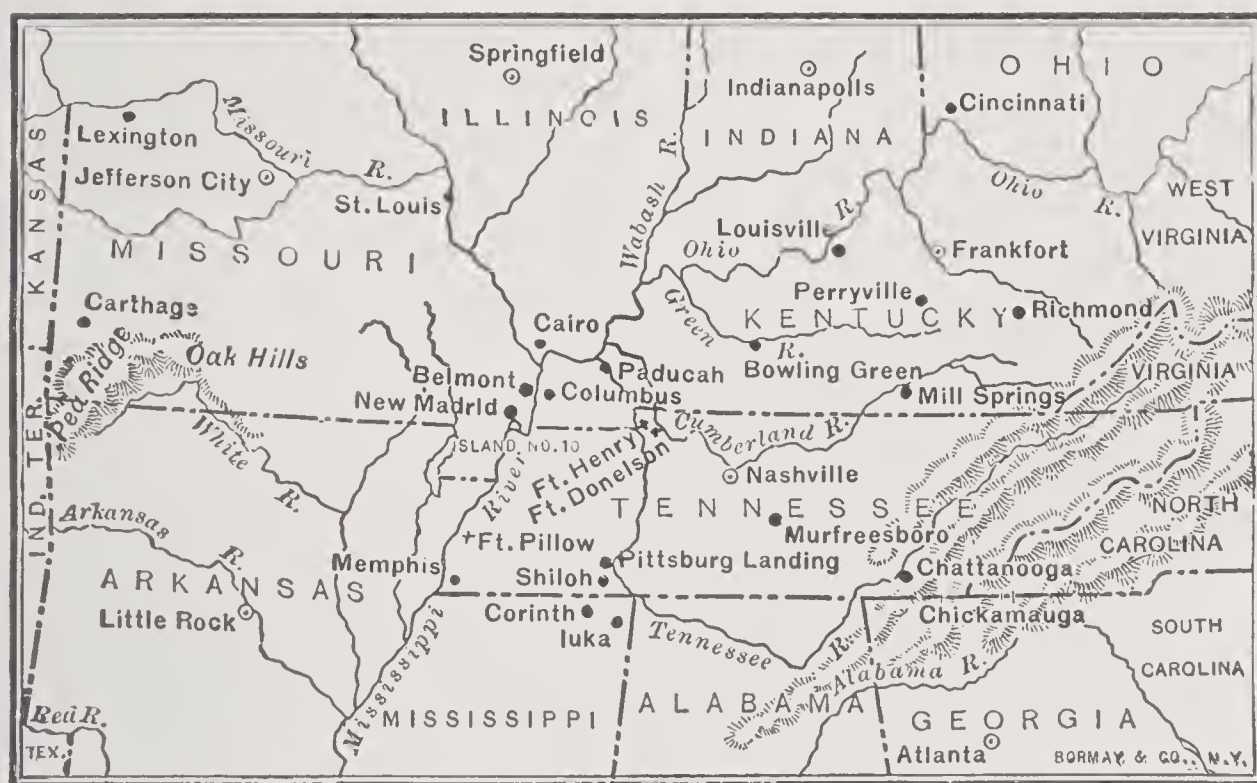 Springfield
ILLINOIS
Indianapolis
INDIANA
OHIO
Cincinnati
KANSAS
Lexington
Missouri R.
Jefferson City
St. Louis
MISSOURI
Wabash R.
Ohio R.
WEST
VIRGINIA
Louisville
Ohio R.
Frankfort
Carthage
Cairo
Green R.
Perryville
KENTUCKY
Richmond
Pea Ridge
Oak Hills
Belmont
Columbus
Paducah
Bowling Green
Mill Springs
VIRGINIA
New Madrid
ISLAND NO. 10
White R.
Cumberland R.
Ft. Henry
Ft. Donelson
Nashville
IND. TER.
TENNESSEE
NORTH
CAROLINA
Arkansas R.
River
Murfreesboro
Ft. Pillow
Pittsburg Landing
Memphis
Shiloh
Chattanooga
ARKANSAS
Little Rock
Corinth
Iuka
Chickamauga
SOUTH
CAROLINA
Tennessee R.
Alabama R.
Mississippi
Red R.
TEX.
MISSISSIPPI
ALABAMA
GEORGIA
Atlanta
BORMAY & CO., N.Y.